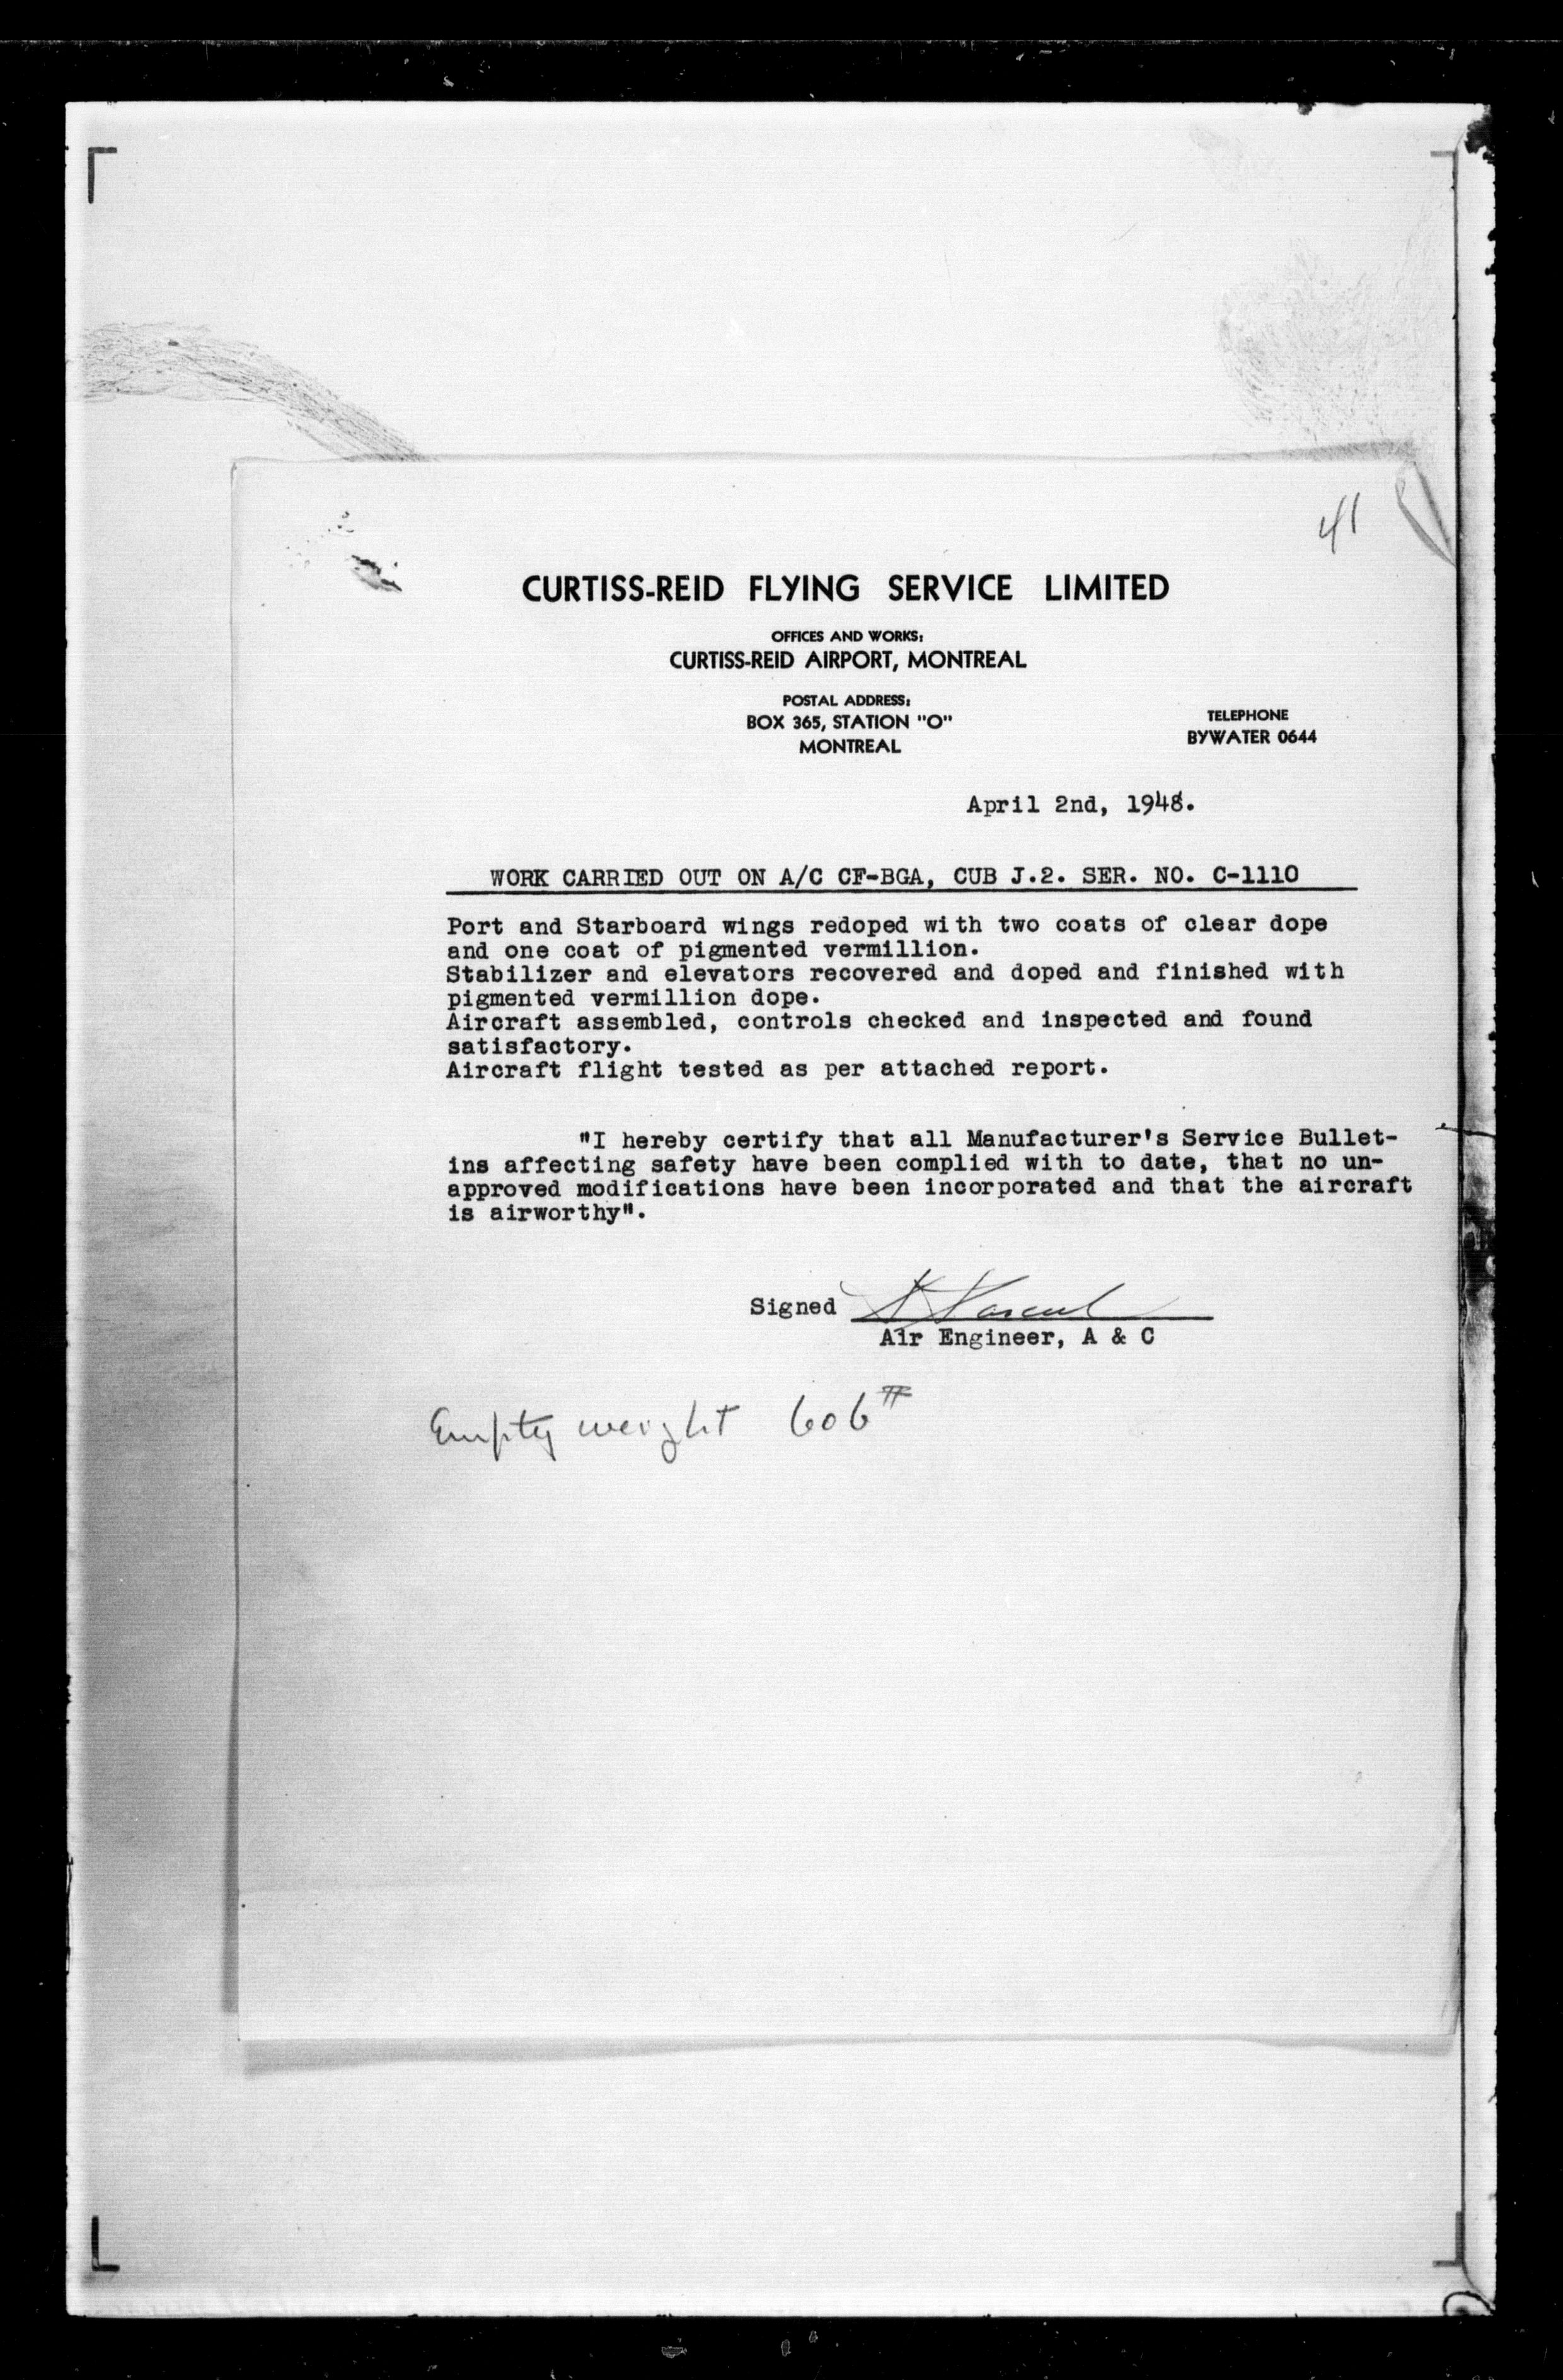 41
CURTISS-REID FLYING SERVICE LIMITED
OFFICES AND WORKS:
CURTISS-REID AIRPORT, MONTREAL
POSTAL ADDRESS:
BOX 365, STATION "O"
MONTREAL
TELEPHONE
BYWATER 0644
April 2nd, 1948.
WORK CARRIED OUT ON A/C CF-BGA, CUB J.2. SER. NO. C-1110
Port and Starboard wings redoped with two coats of clear dope
and one coat of pigmented vermillion.
Stabilizer and elevators recovered and doped and finished with
pigmented vermillion dope.
Aircraft assembled, controls checked and inspected and found
satisfactory.
Aircraft flight tested as per attached report.
"I hereby certify that all Manufacturer's Service Bullet-
ins affecting safety have been complied with to date, that no un-
approved modifications have been incorporated and that the aircraft
is airworthy".
Signed
Air Engineer, A & C
Empty weight 606#